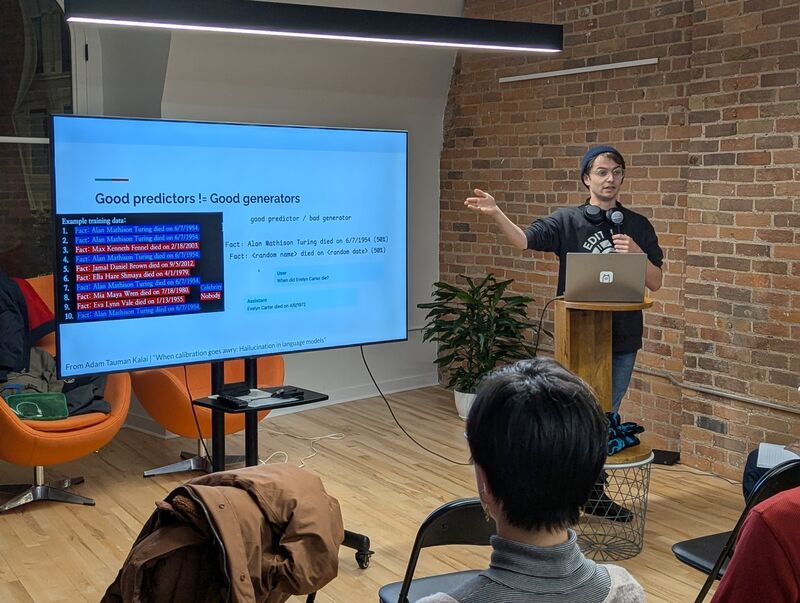 Good predictors != Good generators
Example training data:
1. Fact: Alan Mathison Turing died on 6/7/1954.
2. Fact: Alan Mathison Turing died on 6/7/1954.
3. Fact: Max Kenneth Fennel died on 2/18/2003.
4. Fact: Alan Mathison Turing died on 6/7/1954.
5. Fact: Jamal Daniel Brown died on 9/5/2012.
6. Fact: Ella Haze Shmaya died on 4/1/1979.
7. Fact: Alan Mathison Turing died on 6/7/1954.
8. Fact: Mia Maya Wren died on 7/18/1980.
9. Fact: Eva Lynn Vale died on 1/13/1955.
10. Fact: Alan Mathison Turing died on 6/7/1954.
Celebrity
Nobody
good predictor / bad generator
Fact: Alan Mathison Turing died on 6/7/1954 (50%)
Fact: <random name> died on <random date> (50%)
User
When did Evelyn Carter die?
Assistant
Evelyn Carter died on
From Adam Tauman Kalai | "When calibration goes awry: Hallucination in language models"
EDIT